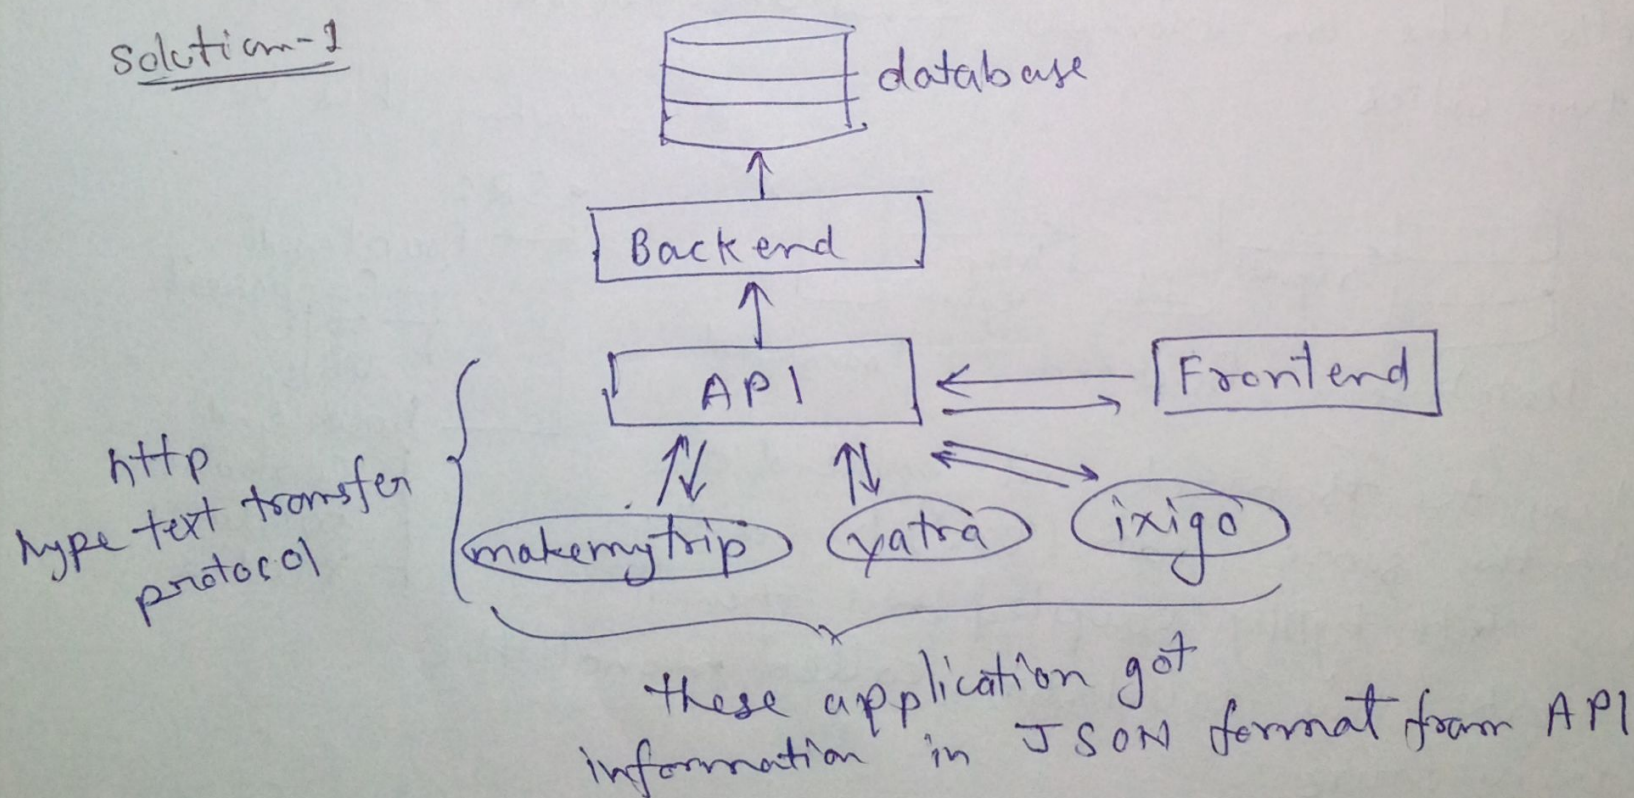 Solution-1
database
Backend
API
Frontend
http
hype text transfer
protocol
makemytrip
yatra
ixigo
these application got
information in JSON format from API